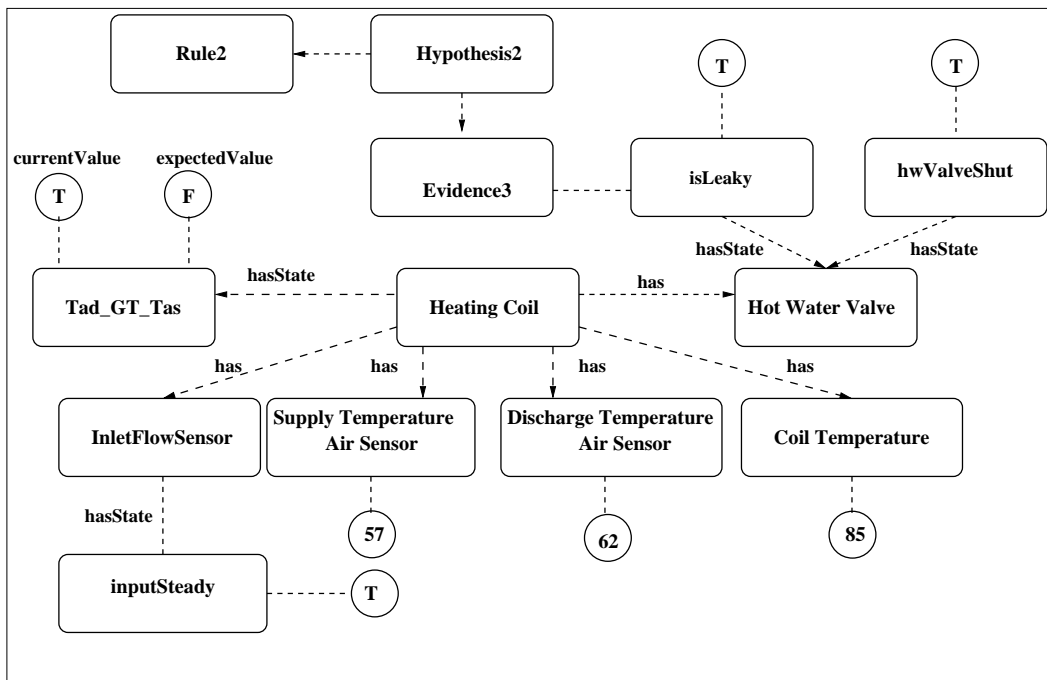 Rule2
Hypothesis2
T
T
currentValue
expectedValue
T
F
Evidence3
isLeaky
hwValveShut
hasState
hasState
hasState
has
Tad_GT_Tas
Heating Coil
Hot Water Valve
has
has
has
has
InletFlowSensor
Supply Temperature
Air Sensor
Discharge Temperature
Air Sensor
Coil Temperature
hasState
57
62
85
inputSteady
T